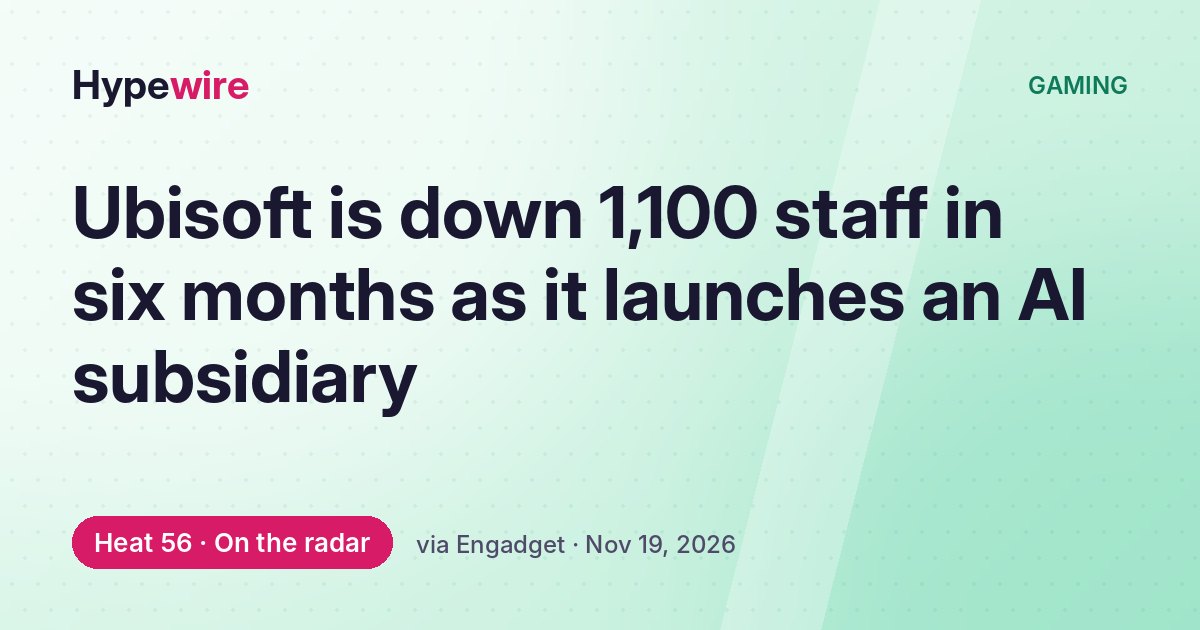 Hypewire
GAMING
Ubisoft is down 1,100 staff in
six months as it launches an AI
subsidiary
Heat 56 · On the radar
via Engadget · Nov 19, 2026